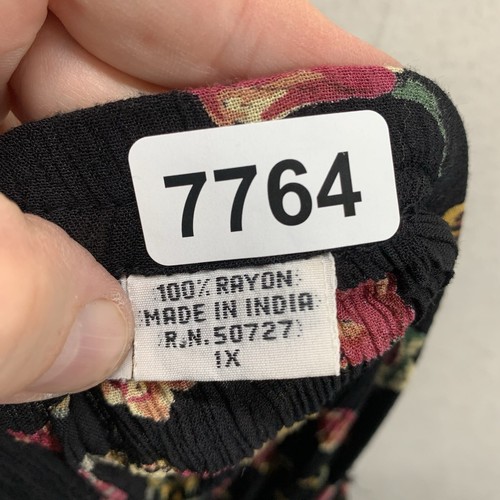 7764
100% RAYON
MADE IN INDIA
R.N. 50727
1X